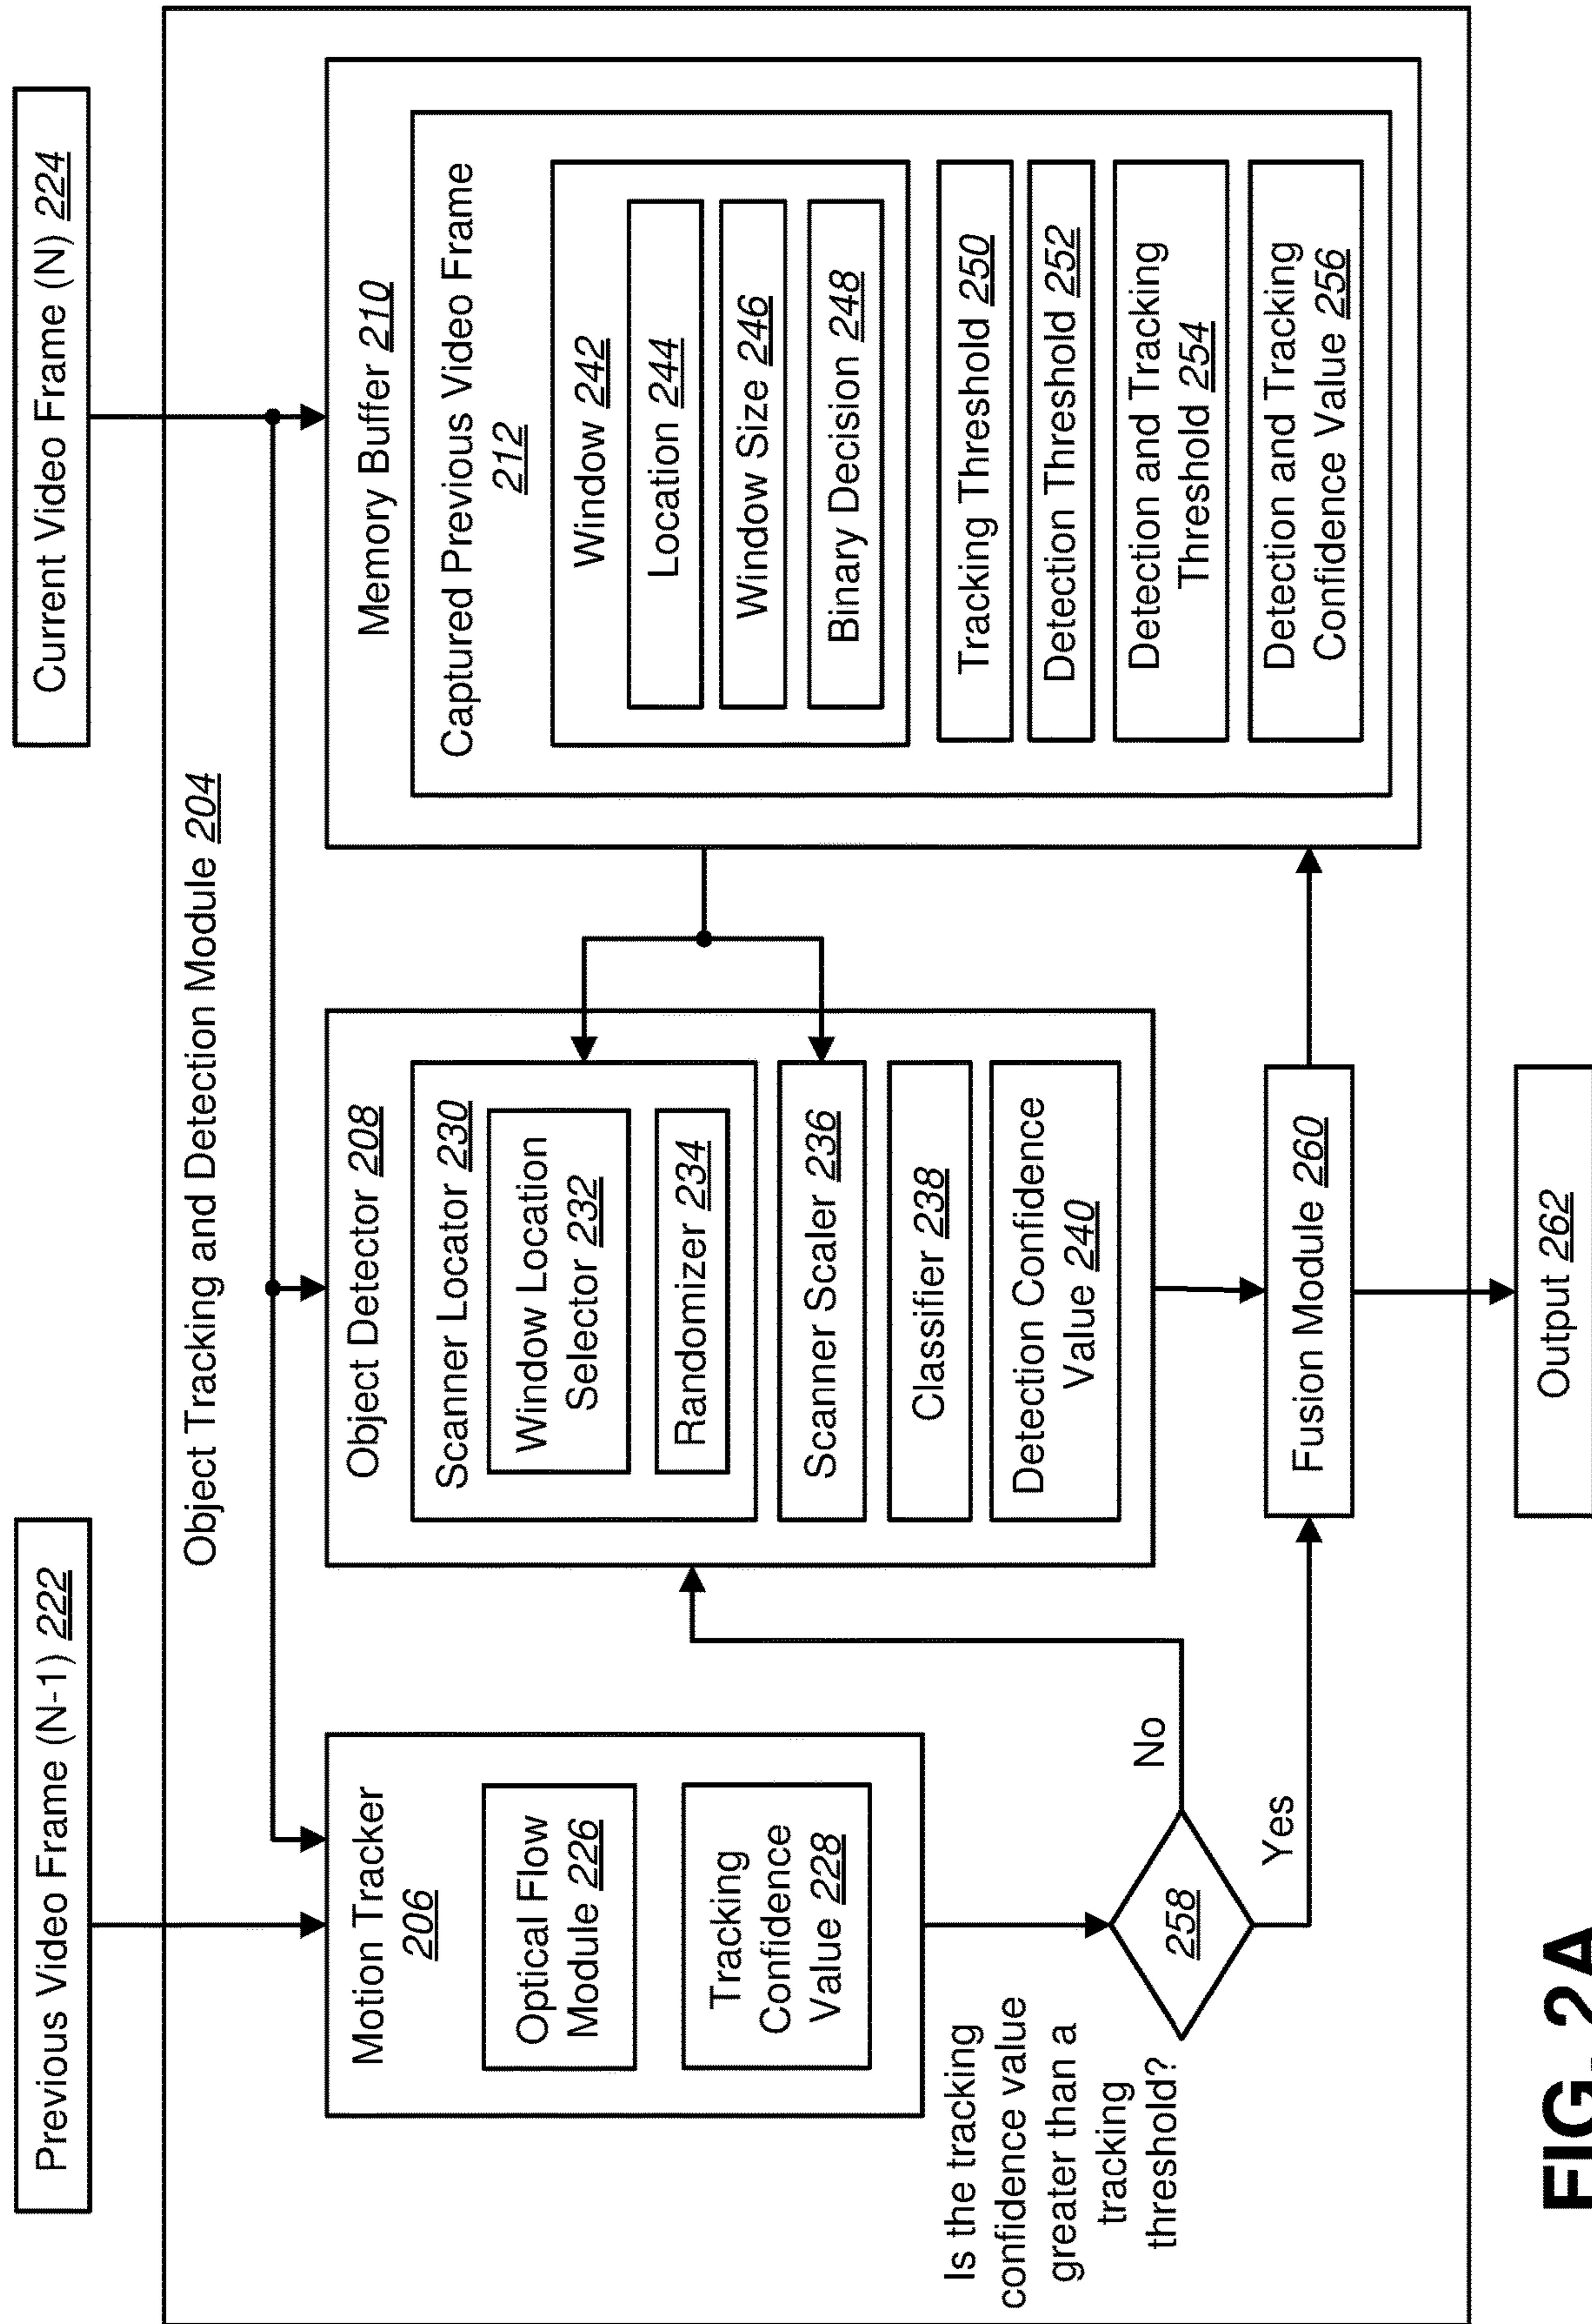 Previous Video Frame (N-1) 222
Current Video Frame (N) 224
Object Tracking and Detection Module 204
Motion Tracker
206
Optical Flow
Module 226
Tracking
Confidence
Value 228
Is the tracking
confidence value
greater than a
tracking
threshold?
258
No
Yes
Object Detector 208
Scanner Locator 230
Window Location
Selector 232
Randomizer 234
Scanner Scaler 236
Classifier 238
Detection Confidence
Value 240
Fusion Module 260
Output 262
Memory Buffer 210
Captured Previous Video Frame
212
Window 242
Location 244
Window Size 246
Binary Decision 248
Tracking Threshold 250
Detection Threshold 252
Detection and Tracking
Threshold 254
Detection and Tracking
Confidence Value 256
FIG. 2A